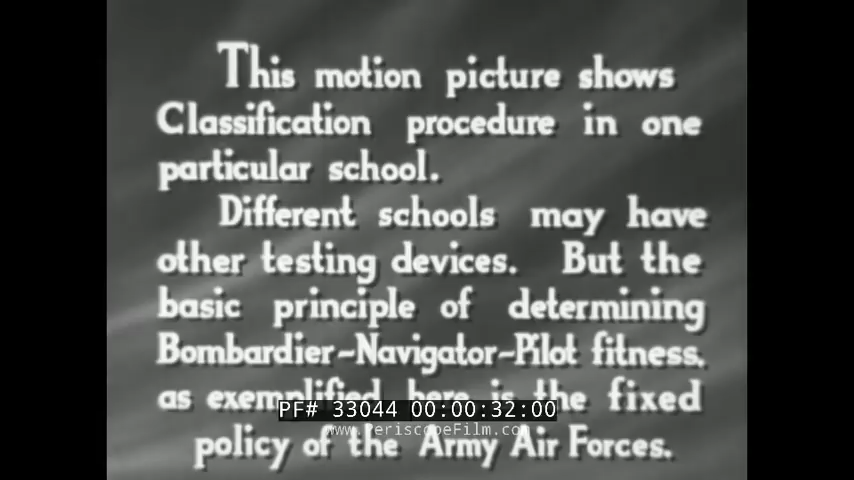 This motion picture shows
Classification procedure in one
particular school.
Different schools may have
other testing devices. But the
basic principle of determining
Bombardier-Navigator-Pilot fitness.
as exemplified here is the fixed
PF# 33044 00:00:32:00
www.PeriscopeFilm.com
policy of the Army Air Forces.